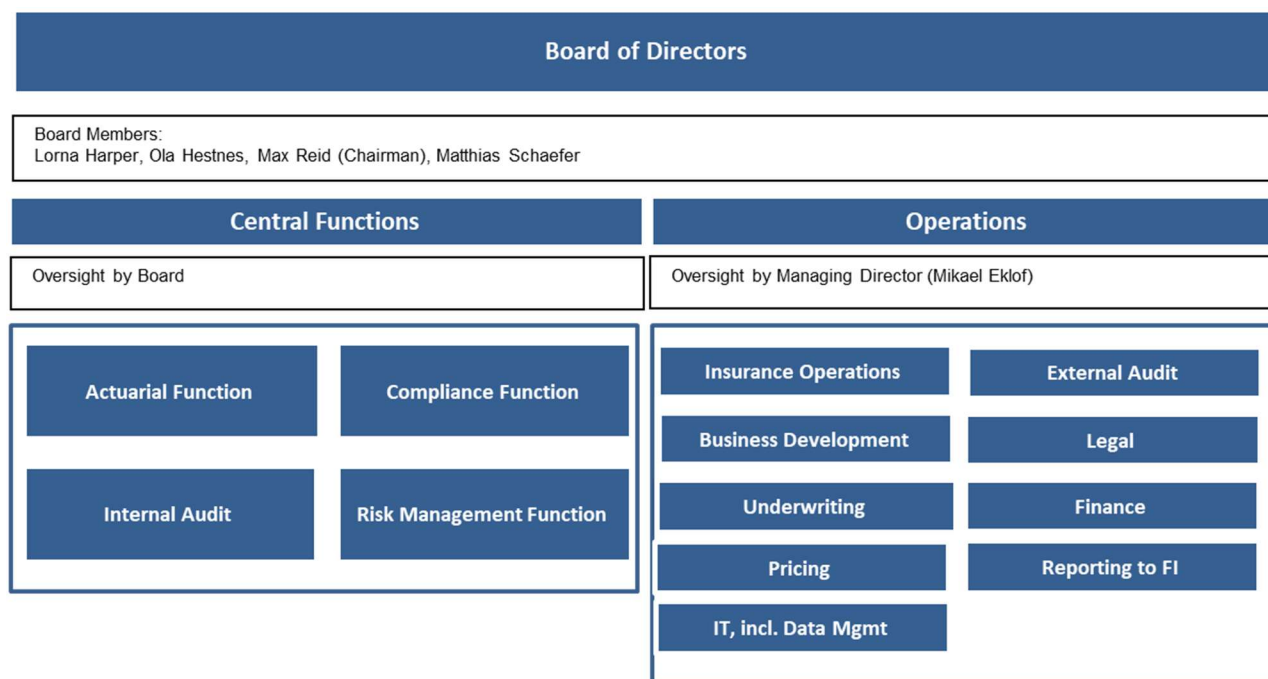 Board of Directors
Board Members:
Lorna Harper, Ola Hestnes, Max Reid (Chairman), Matthias Schaefer
Central Functions
Oversight by Board
Actuarial Function
Compliance Function
Internal Audit
Risk Management Function
Operations
Oversight by Managing Director (Mikael Eklof)
Insurance Operations
External Audit
Business Development
Legal
Underwriting
Finance
Pricing
Reporting to FI
IT, incl. Data Mgmt